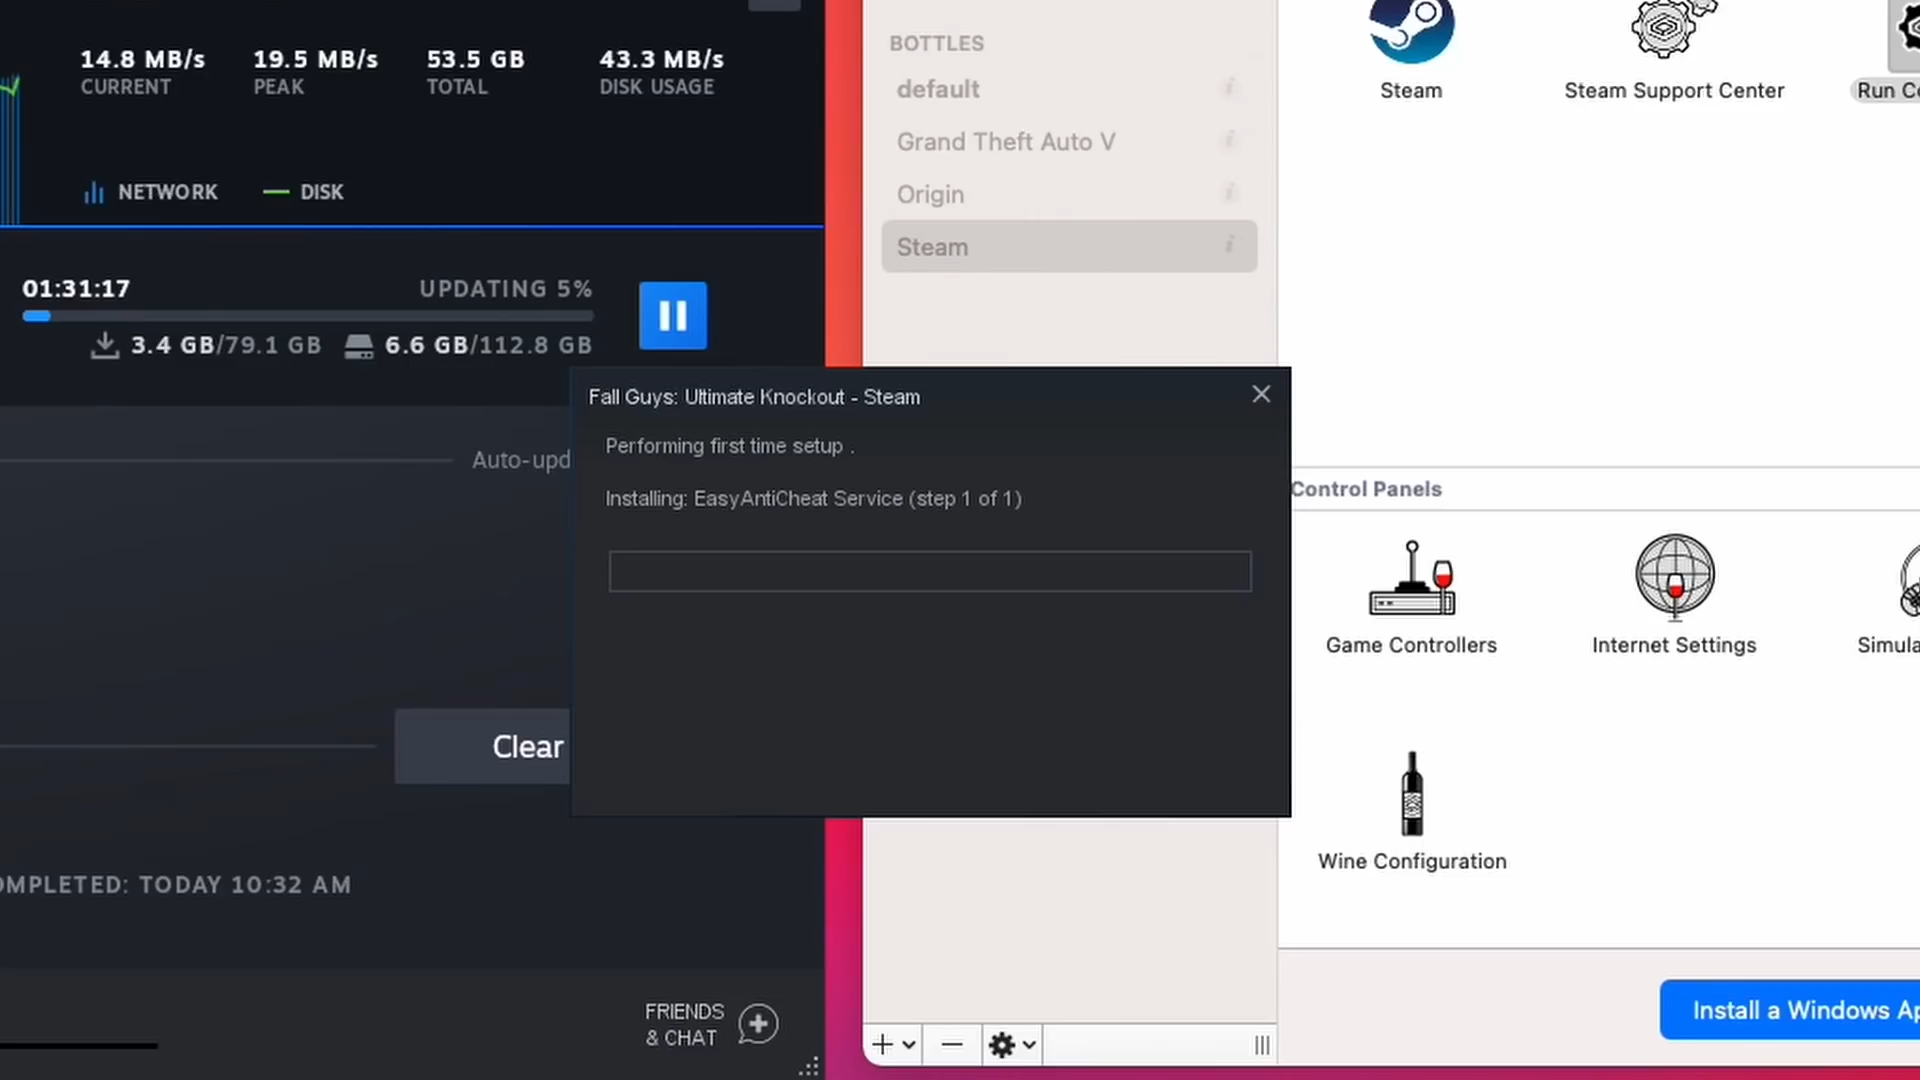 14.8 MB/s 19.5 MB/s 53.5 GB 43.3 MB/s
CURRENT PEAK TOTAL DISK USAGE
NETWORK DISK
01:31:17 UPDATING 5%
3.4 GB/79.1 GB 6.6 GB/112.8 GB
Auto-upd
Clear
OMPLETED: TODAY 10:32 AM
FRIENDS
& CHAT
Fall Guys: Ultimate Knockout - Steam
Performing first time setup .
Installing: EasyAntiCheat Service (step 1 of 1)
BOTTLES
default
Grand Theft Auto V
Origin
Steam
Steam Steam Support Center Run Co
Control Panels
Game Controllers Internet Settings Simula
Wine Configuration
Install a Windows Ap